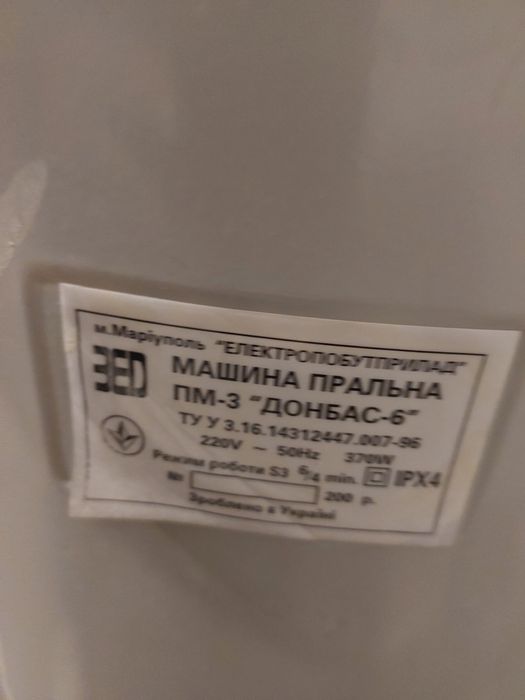 м.Маріуполь "ЕЛЕКТРОПОБУТПРИЛАД"
МАШИНА ПРАЛЬНА
ПМ-3 "ДОНБАС-6"
ТУ У 3.16.14312447.007-96
220V ~ 50Hz 370W
Режим роботи S3 6/4 min. IPX4
№ 200 р.
Зроблено в Україні